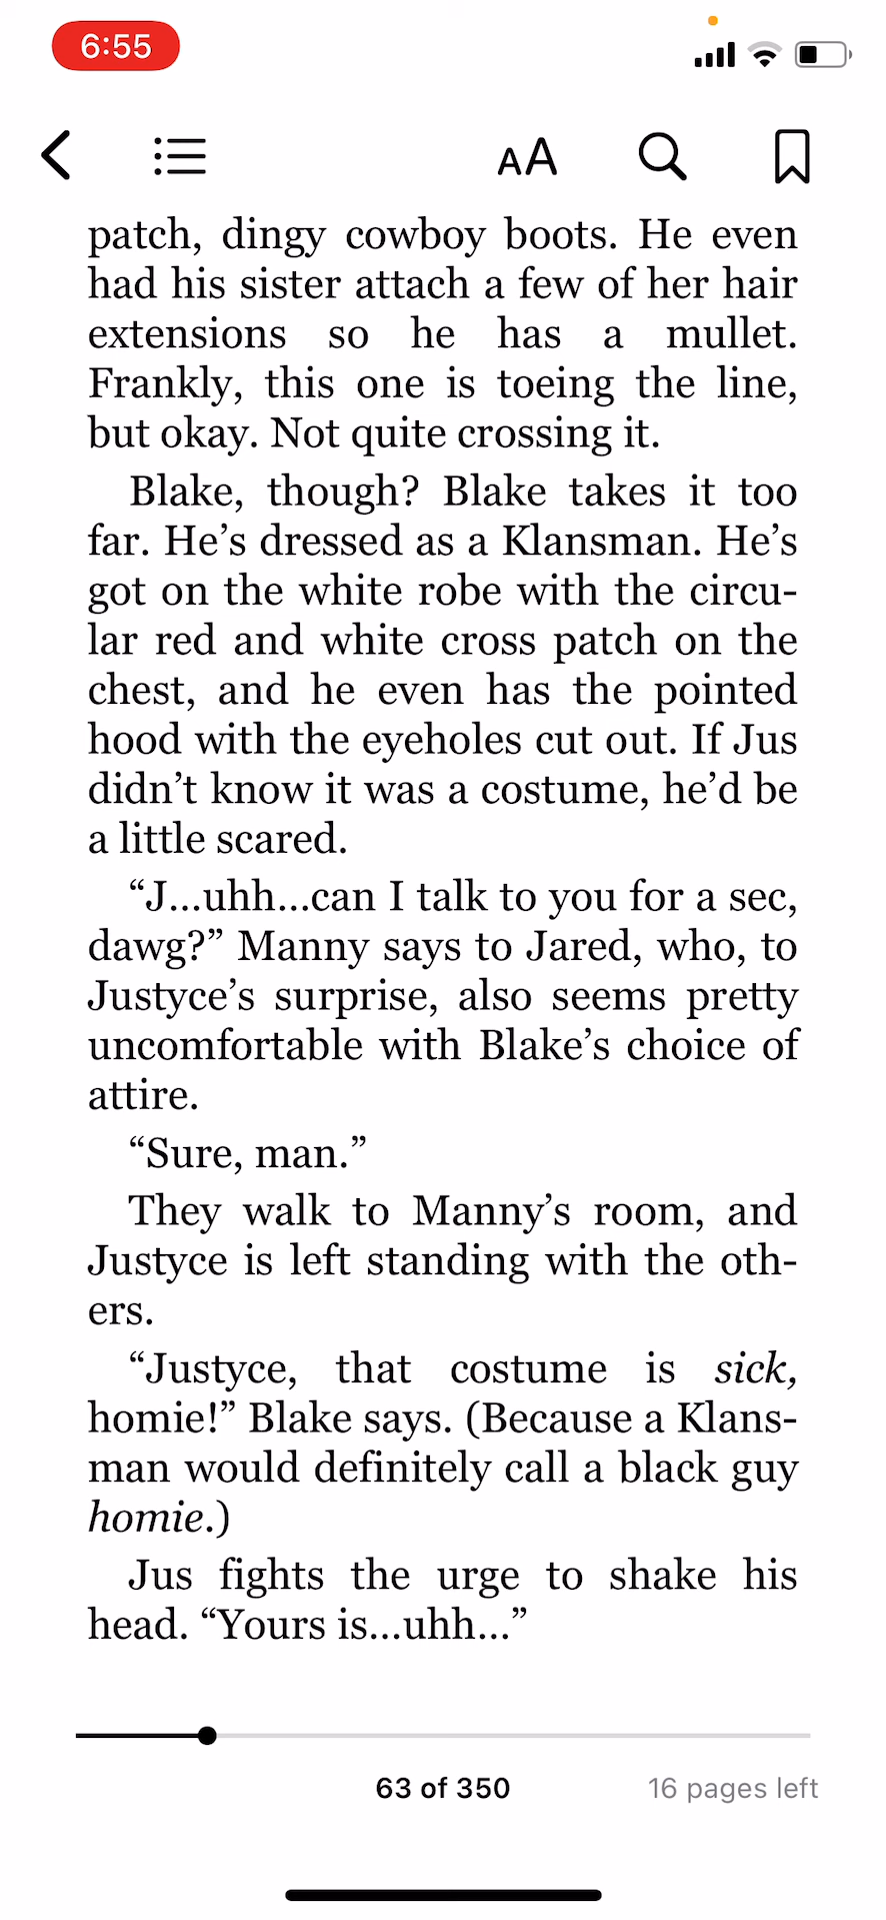 6:55
AA
patch, dingy cowboy boots. He even
had his sister attach a few of her hair
extensions so he has a mullet.
Frankly, this one is toeing the line,
but okay. Not quite crossing it.
Blake, though? Blake takes it too
far. He’s dressed as a Klansman. He’s
got on the white robe with the circu-
lar red and white cross patch on the
chest, and he even has the pointed
hood with the eyeholes cut out. If Jus
didn’t know it was a costume, he’d be
a little scared.
“J...uhh...can I talk to you for a sec,
dawg?” Manny says to Jared, who, to
Justyce’s surprise, also seems pretty
uncomfortable with Blake’s choice of
attire.
“Sure, man.”
They walk to Manny’s room, and
Justyce is left standing with the oth-
ers.
“Justyce, that costume is sick,
homie!” Blake says. (Because a Klans-
man would definitely call a black guy
homie.)
Jus fights the urge to shake his
head. “Yours is...uhh...”
63 of 350
16 pages left